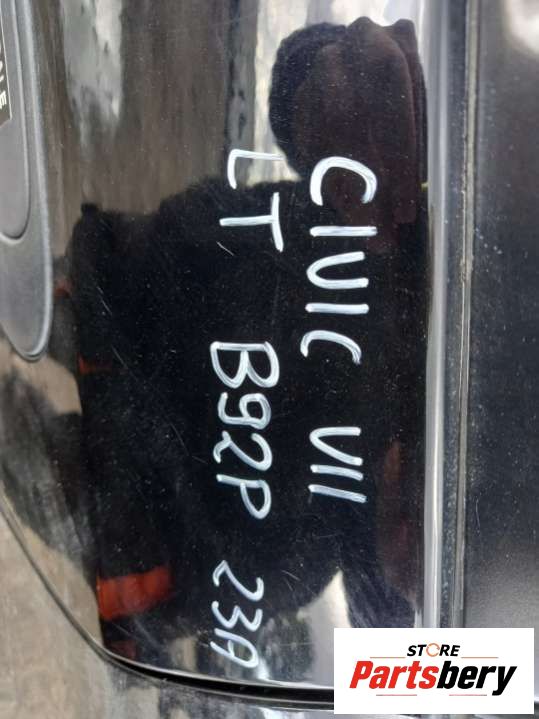 CIVIC VII
LT B92P 23A
STORE
Partsbery